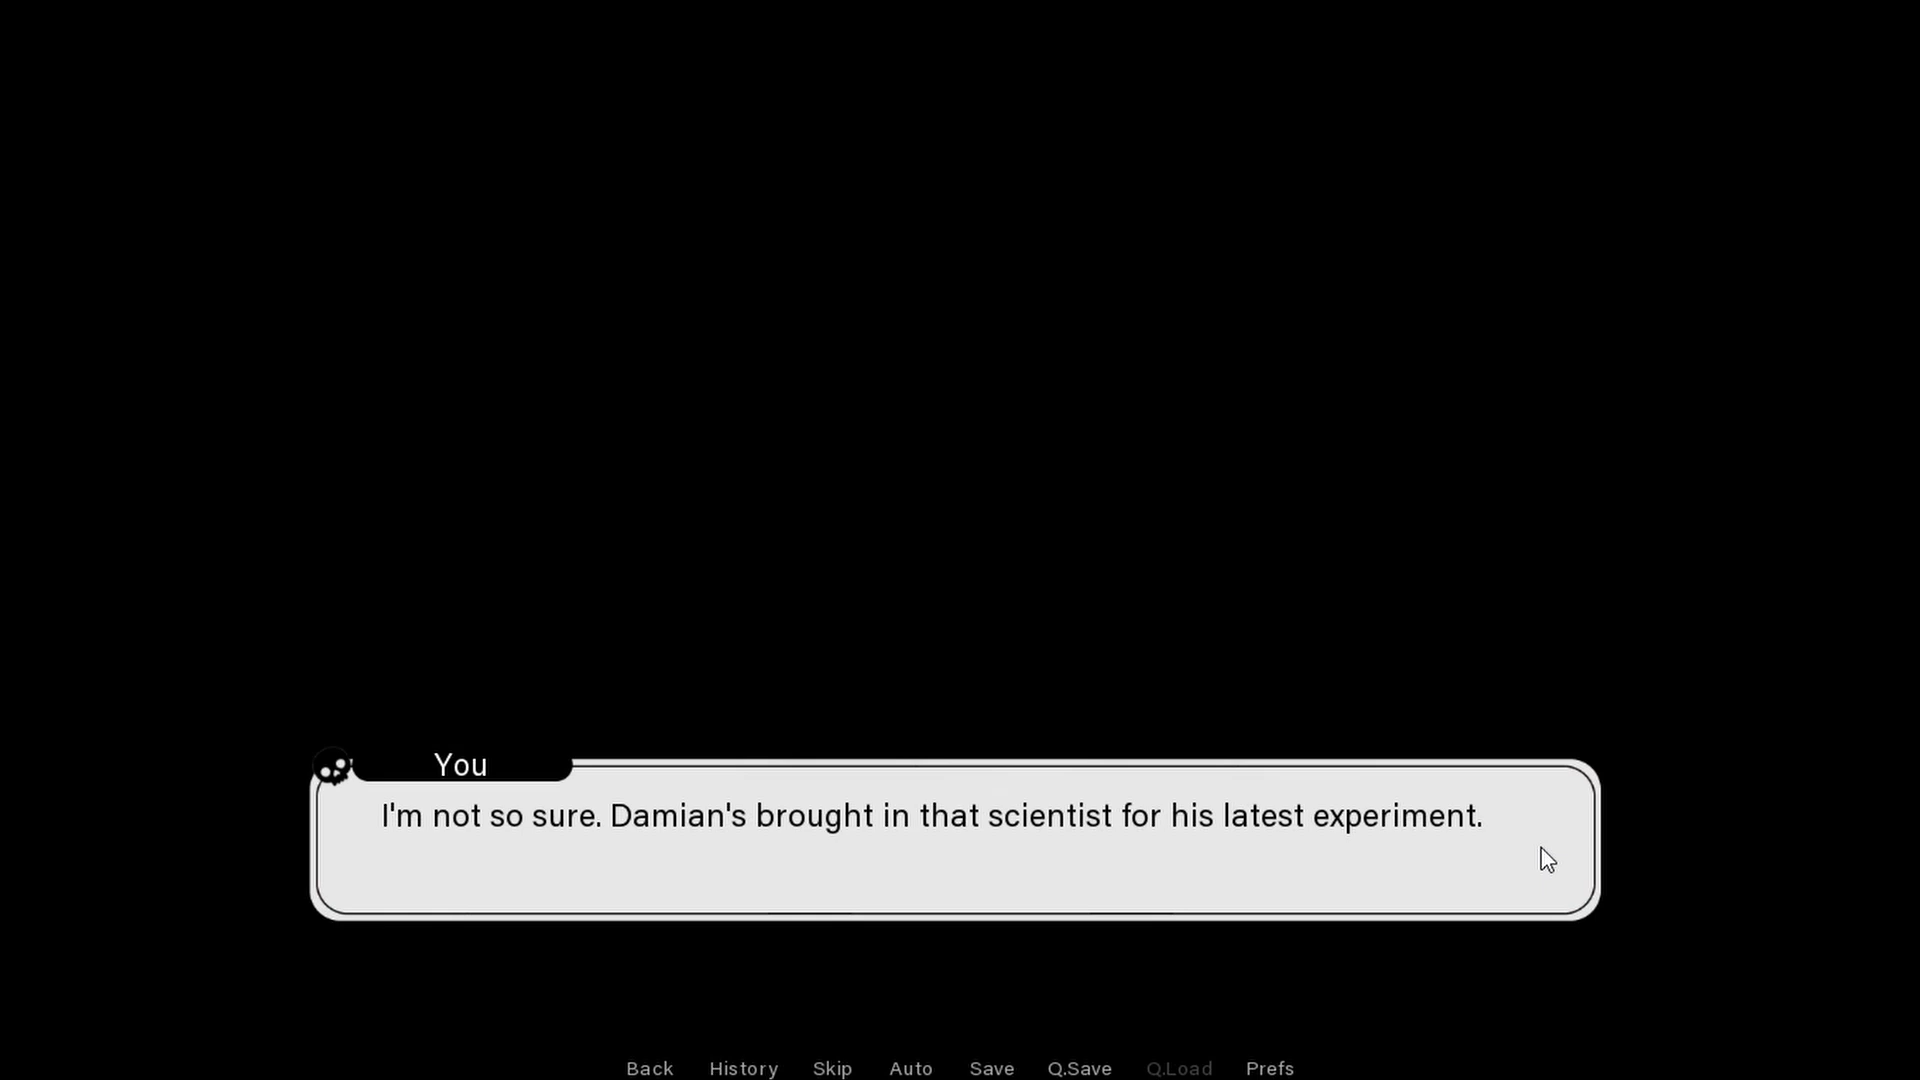 You
I'm not so sure. Damian's brought in that scientist for his latest experiment.
Back History Skip Auto Save Q.Save Q.Load Prefs